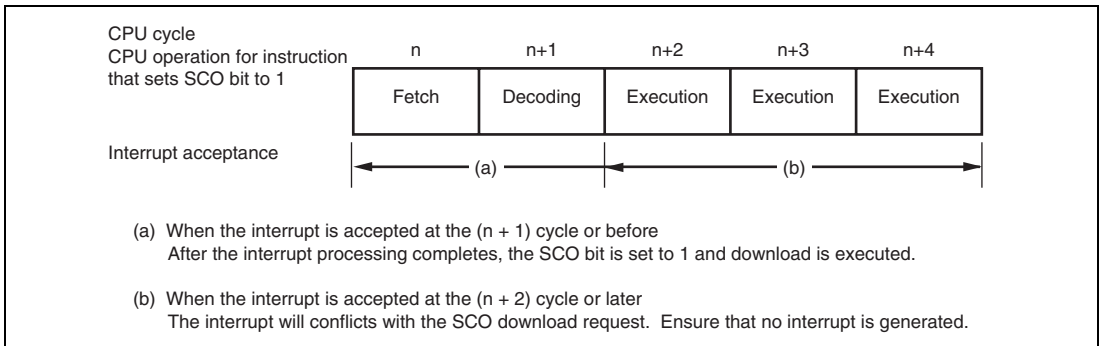 CPU cycle
CPU operation for instruction
that sets SCO bit to 1
n n+1 n+2 n+3 n+4
Fetch Decoding Execution Execution Execution
Interrupt acceptance
(a) (b)
(a) When the interrupt is accepted at the (n + 1) cycle or before
After the interrupt processing completes, the SCO bit is set to 1 and download is executed.
(b) When the interrupt is accepted at the (n + 2) cycle or later
The interrupt will conflicts with the SCO download request. Ensure that no interrupt is generated.